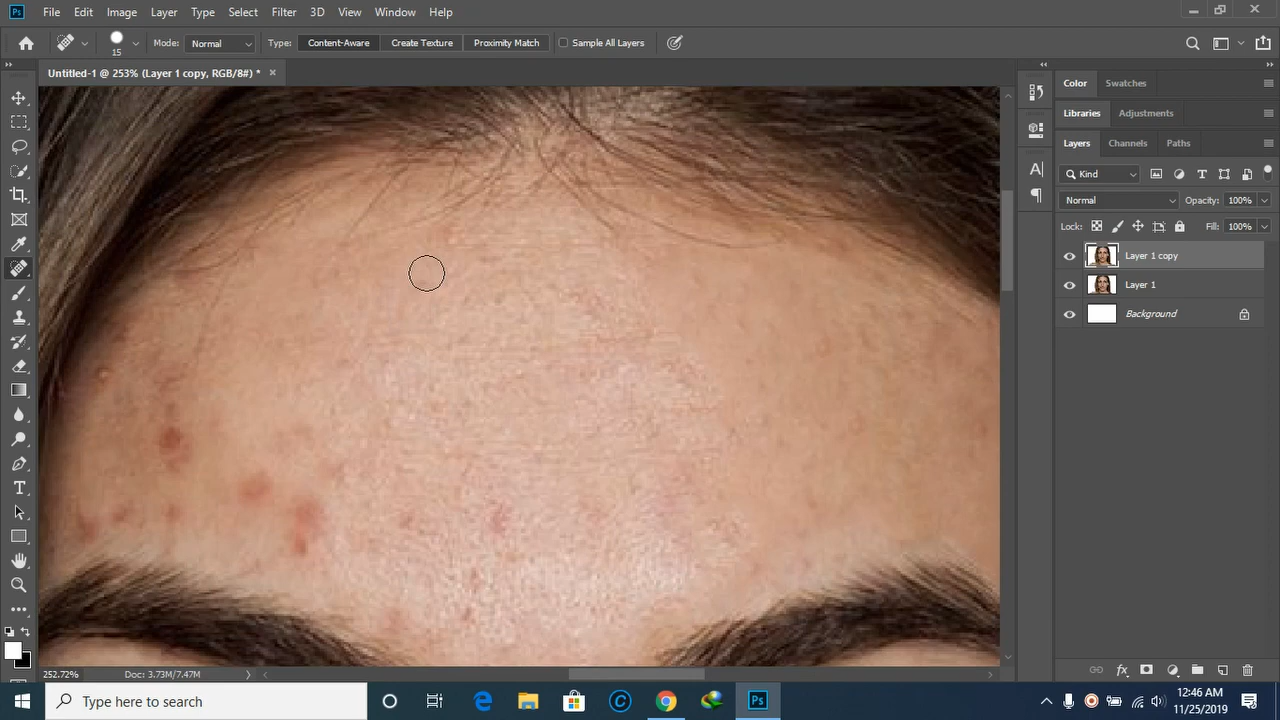 Ps File Edit Image Layer Type Select Filter 3D View Window Help
15 Mode: Normal Type: Content-Aware Create Texture Proximity Match Sample All Layers
Untitled-1 @ 253% (Layer 1 copy, RGB/8#) * ×
Color Swatches
Libraries Adjustments
Layers Channels Paths
Kind
Normal Opacity: 100%
Lock: Fill: 100%
Layer 1 copy
Layer 1
Background
252.72% Doc: 3.73M/7.47M
Type here to search
Ps
12:46 AM
11/25/2019